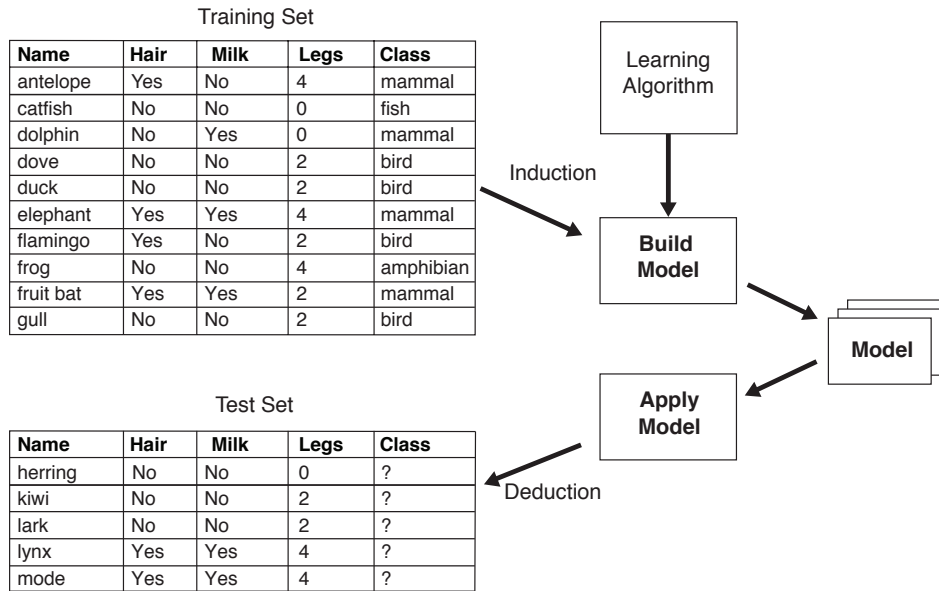 Training Set
Name Hair Milk Legs Class
antelope Yes No 4 mammal
catfish No No 0 fish
dolphin No Yes 0 mammal
dove No No 2 bird
duck No No 2 bird
elephant Yes Yes 4 mammal
flamingo Yes No 2 bird
frog No No 4 amphibian
fruit bat Yes Yes 2 mammal
gull No No 2 bird
Learning
Algorithm
Induction
Build
Model
Model
Apply
Model
Deduction
Test Set
Name Hair Milk Legs Class
herring No No 0 ?
kiwi No No 2 ?
lark No No 2 ?
lynx Yes Yes 4 ?
mode Yes Yes 4 ?